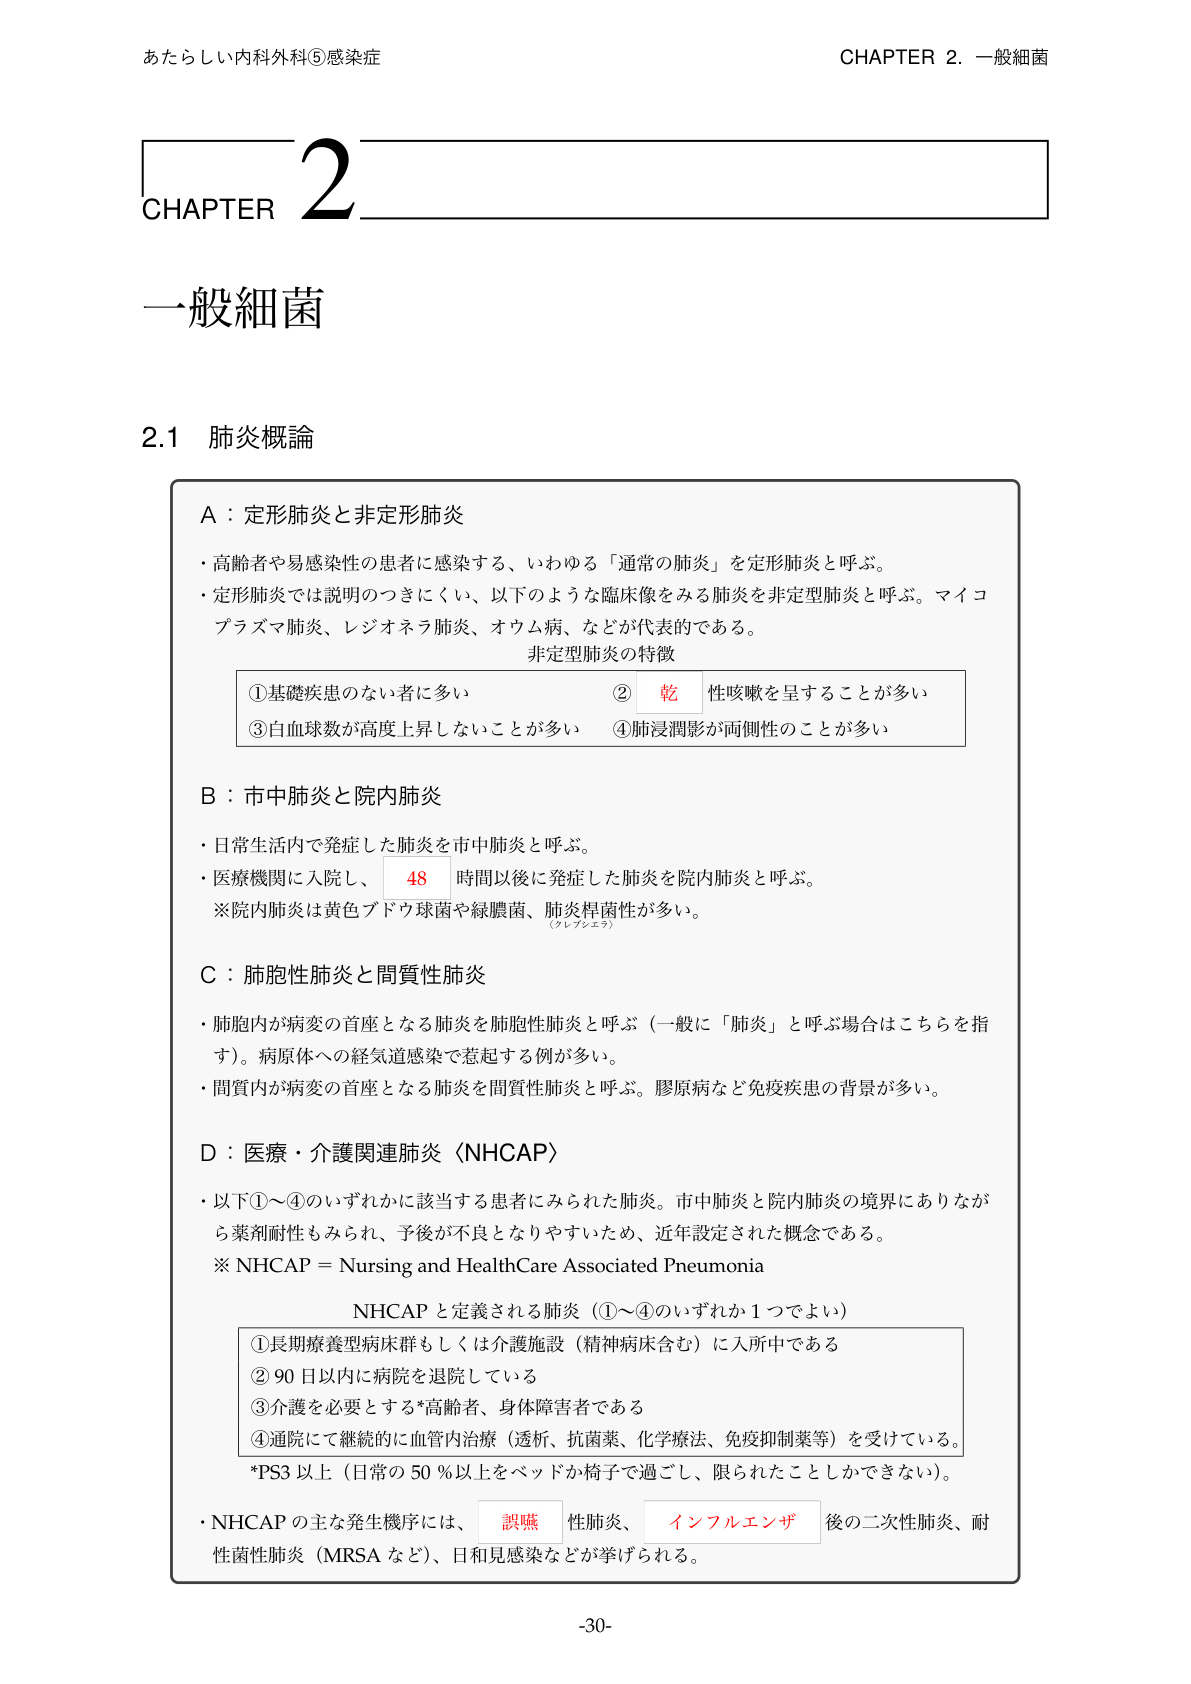 あたらしい内科外科⑤感染症 CHAPTER 2. 一般細菌
CHAPTER 2
一般細菌
2.1 肺炎概論
A：定形肺炎と非定形肺炎
・高齢者や易感染性の患者に感染する、いわゆる「通常の肺炎」を定形肺炎と呼ぶ。
・定形肺炎では説明のつきにくい、以下のような臨床像をみる肺炎を非定型肺炎と呼ぶ。マイコ
プラズマ肺炎、レジオネラ肺炎、オウム病、などが代表的である。
非定型肺炎の特徴
①基礎疾患のない者に多い ② 乾 性咳嗽を呈することが多い
③白血球数が高度上昇しないことが多い ④肺浸潤影が両側性のことが多い
B：市中肺炎と院内肺炎
・日常生活内で発症した肺炎を市中肺炎と呼ぶ。
・医療機関に入院し、 48 時間以後に発症した肺炎を院内肺炎と呼ぶ。
※院内肺炎は黄色ブドウ球菌や緑膿菌、肺炎桿菌性が多い。
〈クレブシエラ〉
C：肺胞性肺炎と間質性肺炎
・肺胞内が病変の首座となる肺炎を肺胞性肺炎と呼ぶ（一般に「肺炎」と呼ぶ場合はこちらを指
す）。病原体への経気道感染で惹起する例が多い。
・間質内が病変の首座となる肺炎を間質性肺炎と呼ぶ。膠原病など免疫疾患の背景が多い。
D：医療・介護関連肺炎〈NHCAP〉
・以下①〜④のいずれかに該当する患者にみられた肺炎。市中肺炎と院内肺炎の境界にありなが
ら薬剤耐性もみられ、予後が不良となりやすいため、近年設定された概念である。
※ NHCAP = Nursing and HealthCare Associated Pneumonia
NHCAP と定義される肺炎（①〜④のいずれか 1 つでよい）
①長期療養型病床群もしくは介護施設（精神病床含む）に入所中である
② 90 日以内に病院を退院している
③介護を必要とする*高齢者、身体障害者である
④通院にて継続的に血管内治療（透析、抗菌薬、化学療法、免疫抑制薬等）を受けている。
*PS3 以上（日常の 50 %以上をベッドか椅子で過ごし、限られたことしかできない）。
・NHCAP の主な発生機序には、 誤嚥 性肺炎、 インフルエンザ 後の二次性肺炎、耐
性菌性肺炎（MRSA など）、日和見感染などが挙げられる。
-30-